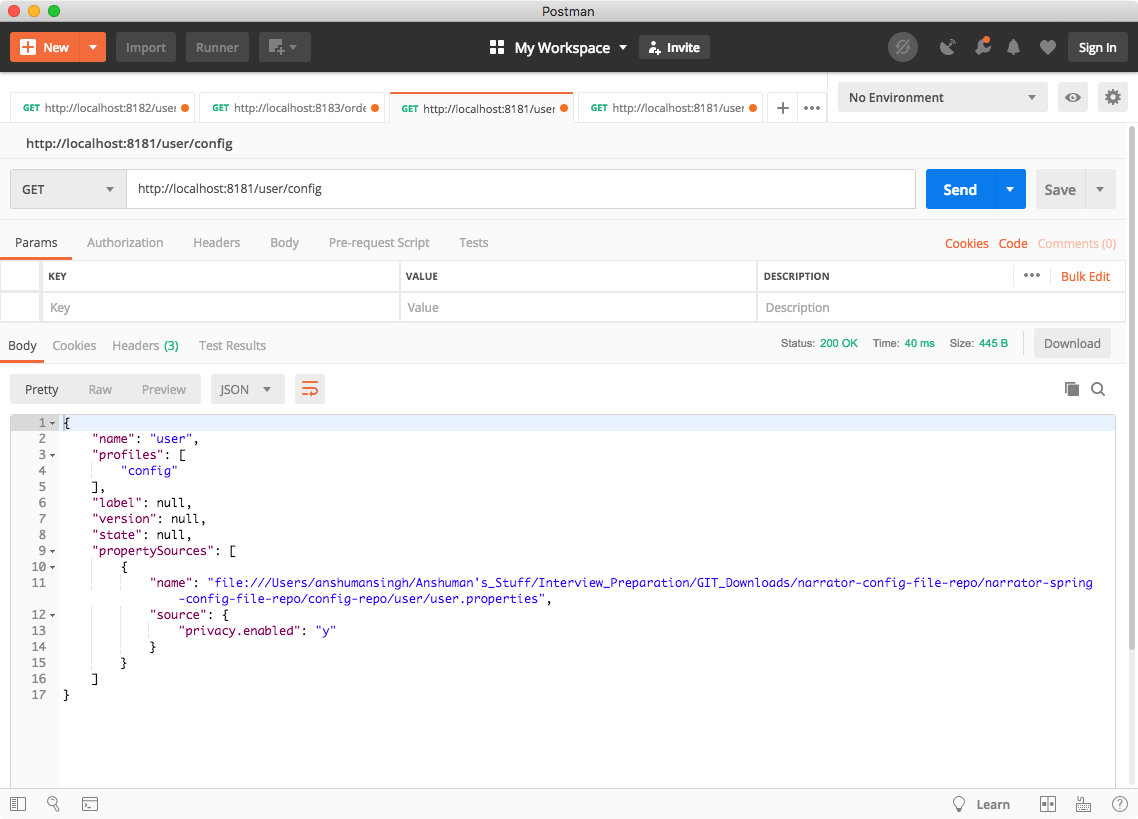 Postman
New Import Runner My Workspace Invite Sign In
GET http://localhost:8182/user GET http://localhost:8183/orde GET http://localhost:8181/user GET http://localhost:8181/user No Environment
http://localhost:8181/user/config
GET http://localhost:8181/user/config Send Save
Params Authorization Headers Body Pre-request Script Tests Cookies Code Comments (0)
KEY VALUE DESCRIPTION Bulk Edit
Key Value Description
Body Cookies Headers (3) Test Results Status: 200 OK Time: 40 ms Size: 445 B Download
Pretty Raw Preview JSON
1 {
2 "name": "user",
3 "profiles": [
4 "config"
5 ],
6 "label": null,
7 "version": null,
8 "state": null,
9 "propertySources": [
10 {
11 "name": "file:///Users/anshumansingh/Anshuman's_Stuff/Interview_Preparation/GIT_Downloads/narrator-config-file-repo/narrator-spring
-config-file-repo/config-repo/user/user.properties",
12 "source": {
13 "privacy.enabled": "y"
14 }
15 }
16 ]
17 }
Learn